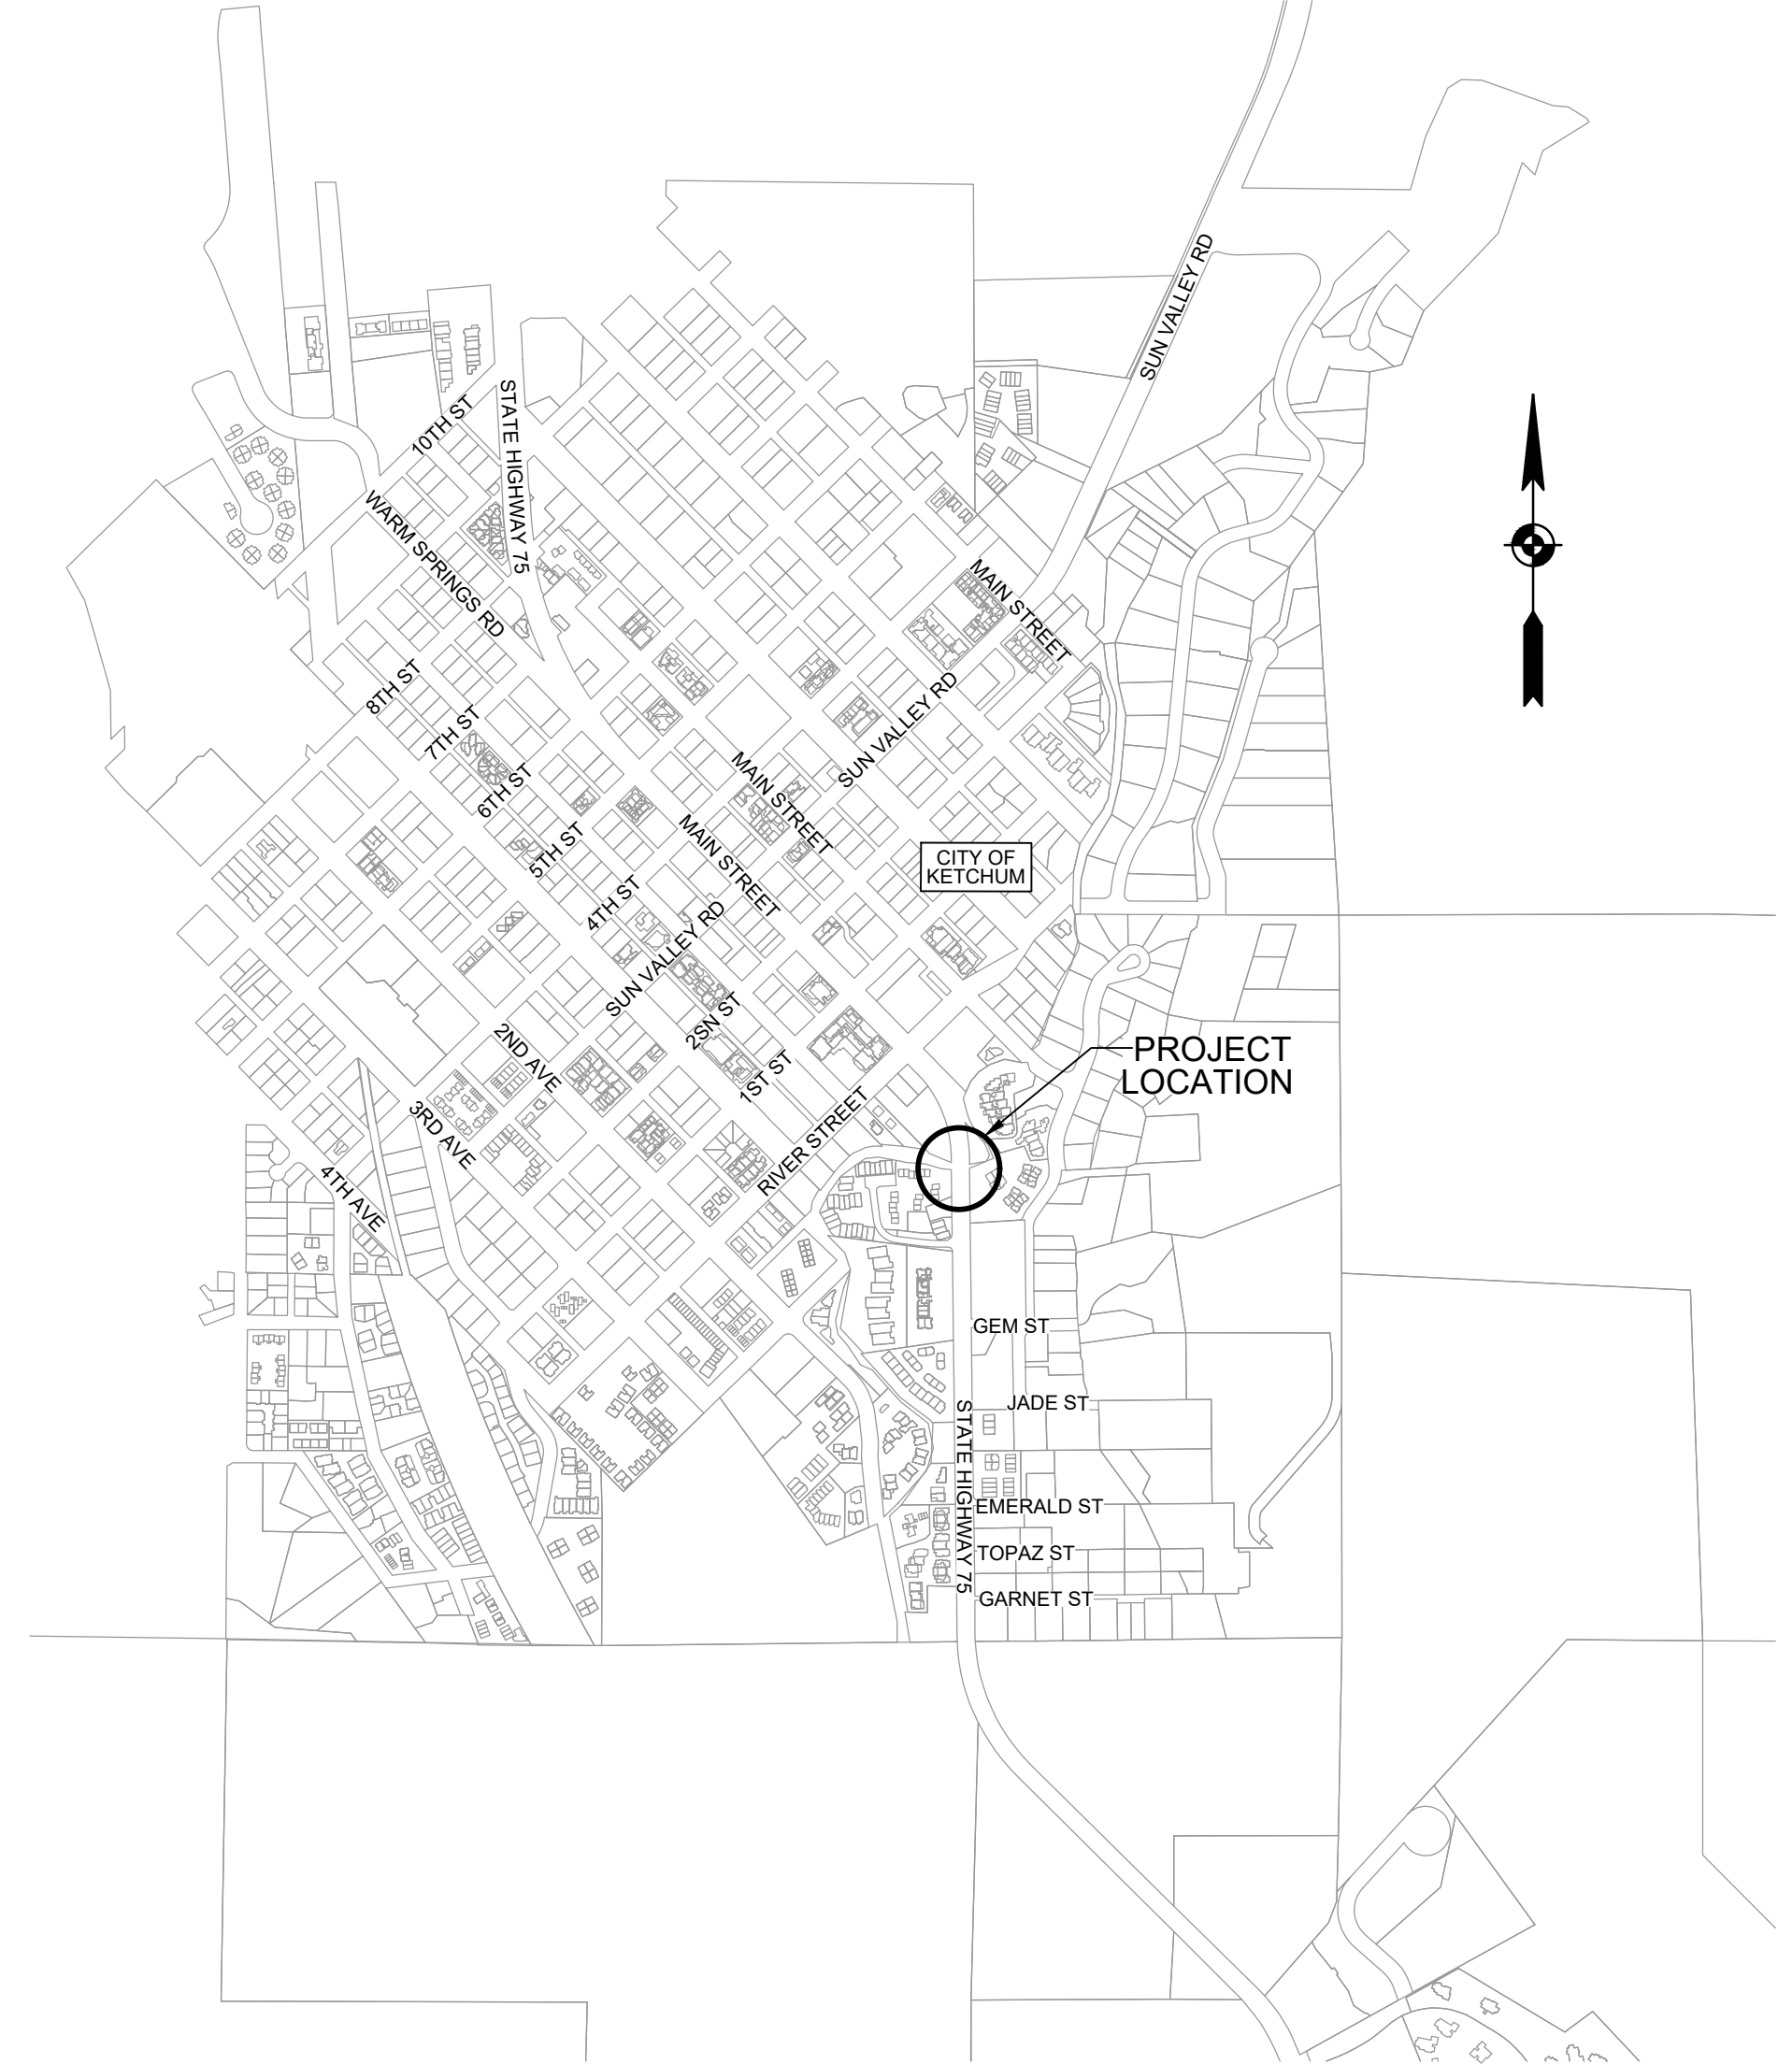 SUN VALLEY RD
STATE HIGHWAY 75
10TH ST
WARM SPRINGS RD
MAIN STREET
8TH ST
7TH ST
SUN VALLEY RD
6TH ST
MAIN STREET
5TH ST
MAIN STREET
CITY OF
KETCHUM
4TH ST
SUN VALLEY RD
2SN ST
2ND AVE
1ST ST
PROJECT
LOCATION
3RD AVE
RIVER STREET
4TH AVE
GEM ST
JADE ST
STATE HIGHWAY 75
EMERALD ST
TOPAZ ST
GARNET ST